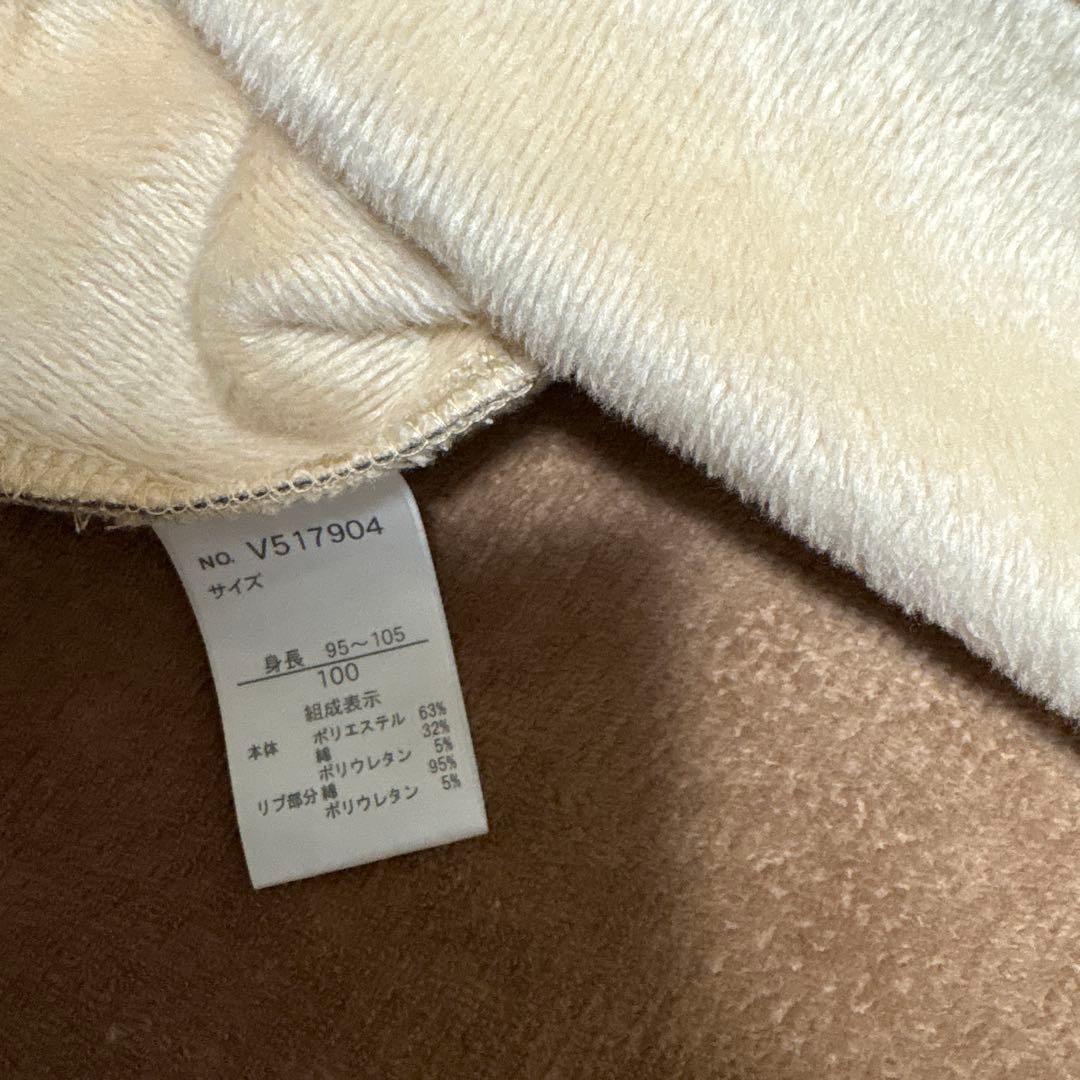 NO. V517904
サイズ
身長 95～105
100
組成表示
本体 ポリエステル 63%
綿 32%
ポリウレタン 5%
リブ部分 綿 95%
ポリウレタン 5%